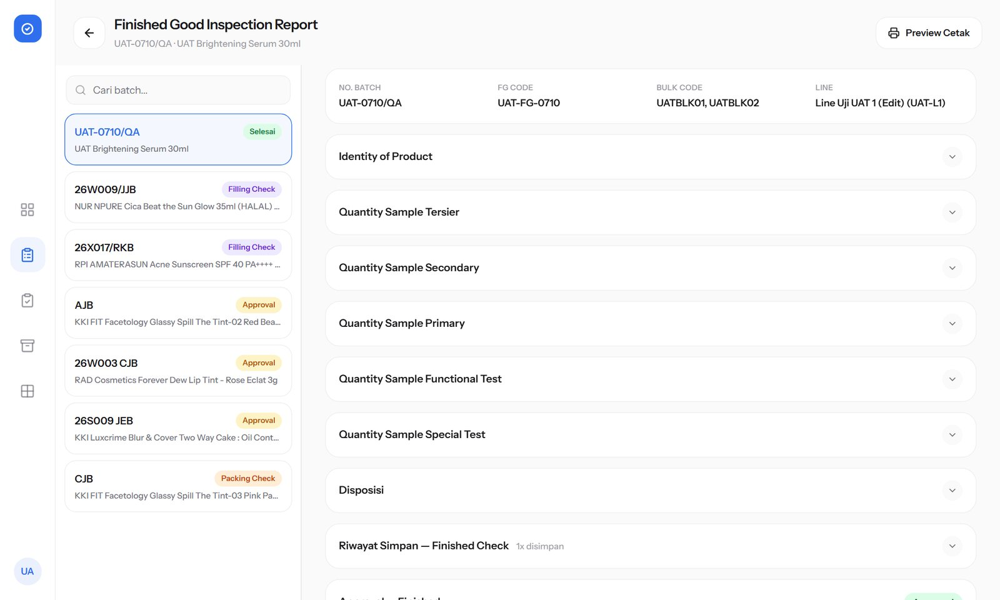 Finished Good Inspection Report
UAT-0710/QA · UAT Brightening Serum 30ml
Preview Cetak
Cari batch...
UAT-0710/QA
Selesai
UAT Brightening Serum 30ml
26W009/JJB
Filling Check
NUR NPURE Cica Beat the Sun Glow 35ml (HALAL) ...
26X017/RKB
Filling Check
RPI AMATERASUN Acne Sunscreen SPF 40 PA++++ ...
AJB
Approval
KKI FIT Facetology Glassy Spill The Tint-02 Red Bea...
26W003 CJB
Approval
RAD Cosmetics Forever Dew Lip Tint - Rose Eclat 3g
26S009 JEB
Approval
KKI Luxcrime Blur & Cover Two Way Cake : Oil Cont...
CJB
Packing Check
KKI FIT Facetology Glassy Spill The Tint-03 Pink Pa...
UA
NO. BATCH
UAT-0710/QA
FG CODE
UAT-FG-0710
BULK CODE
UATBLK01, UATBLK02
LINE
Line Uji UAT 1 (Edit) (UAT-L1)
Identity of Product
Quantity Sample Tersier
Quantity Sample Secondary
Quantity Sample Primary
Quantity Sample Functional Test
Quantity Sample Special Test
Disposisi
Riwayat Simpan — Finished Check 1x disimpan